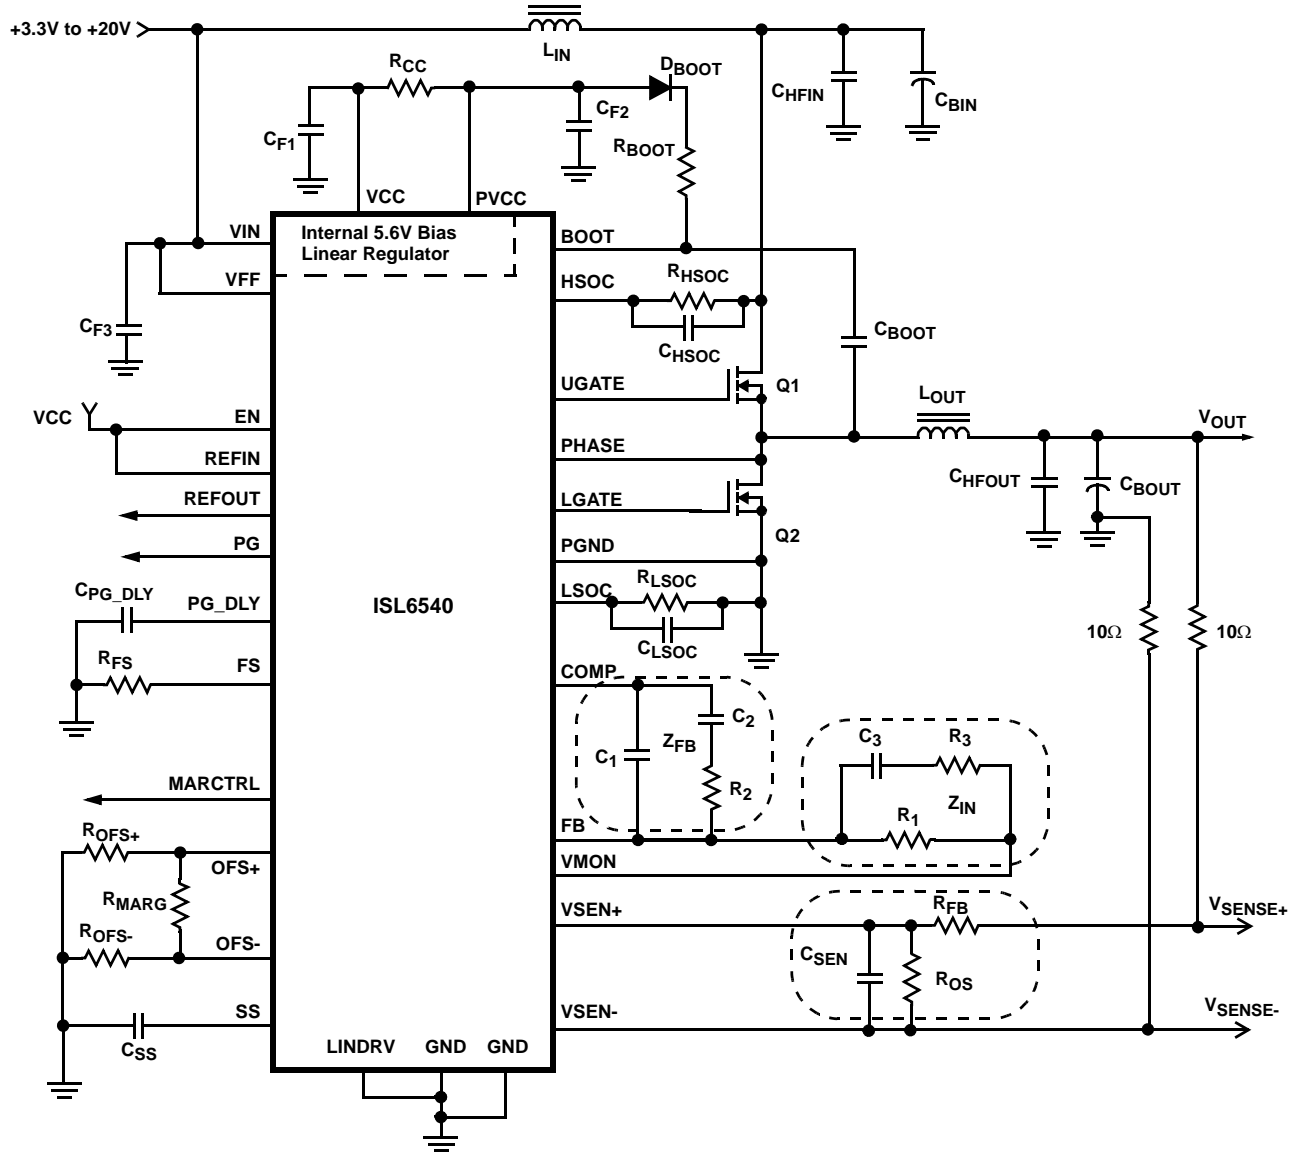 +3.3V to +20V
LIN
RCC
DBOOT
CHFIN
CBIN
CF1
CF2
RBOOT
VCC
PVCC
VIN
Internal 5.6V Bias
Linear Regulator
BOOT
VFF
HSOC
RHSOC
CF3
CHSOC
CBOOT
UGATE
Q1
LOUT
VCC
EN
VOUT
REFIN
PHASE
CHFOUT
CBOUT
REFOUT
LGATE
Q2
PG
PGND
CPG_DLY
PG_DLY
ISL6540
LSOC
RLSOC
CLSOC
10Ω
10Ω
RFS
FS
COMP
C1
ZFB
C2
R2
C3
R3
ZIN
R1
MARCTRL
FB
ROFS+
OFS+
VMON
RMARG
VSEN+
RFB
VSENSE+
ROFS-
OFS-
CSEN
ROS
SS
CSS
VSEN-
VSENSE-
LINDRV
GND
GND